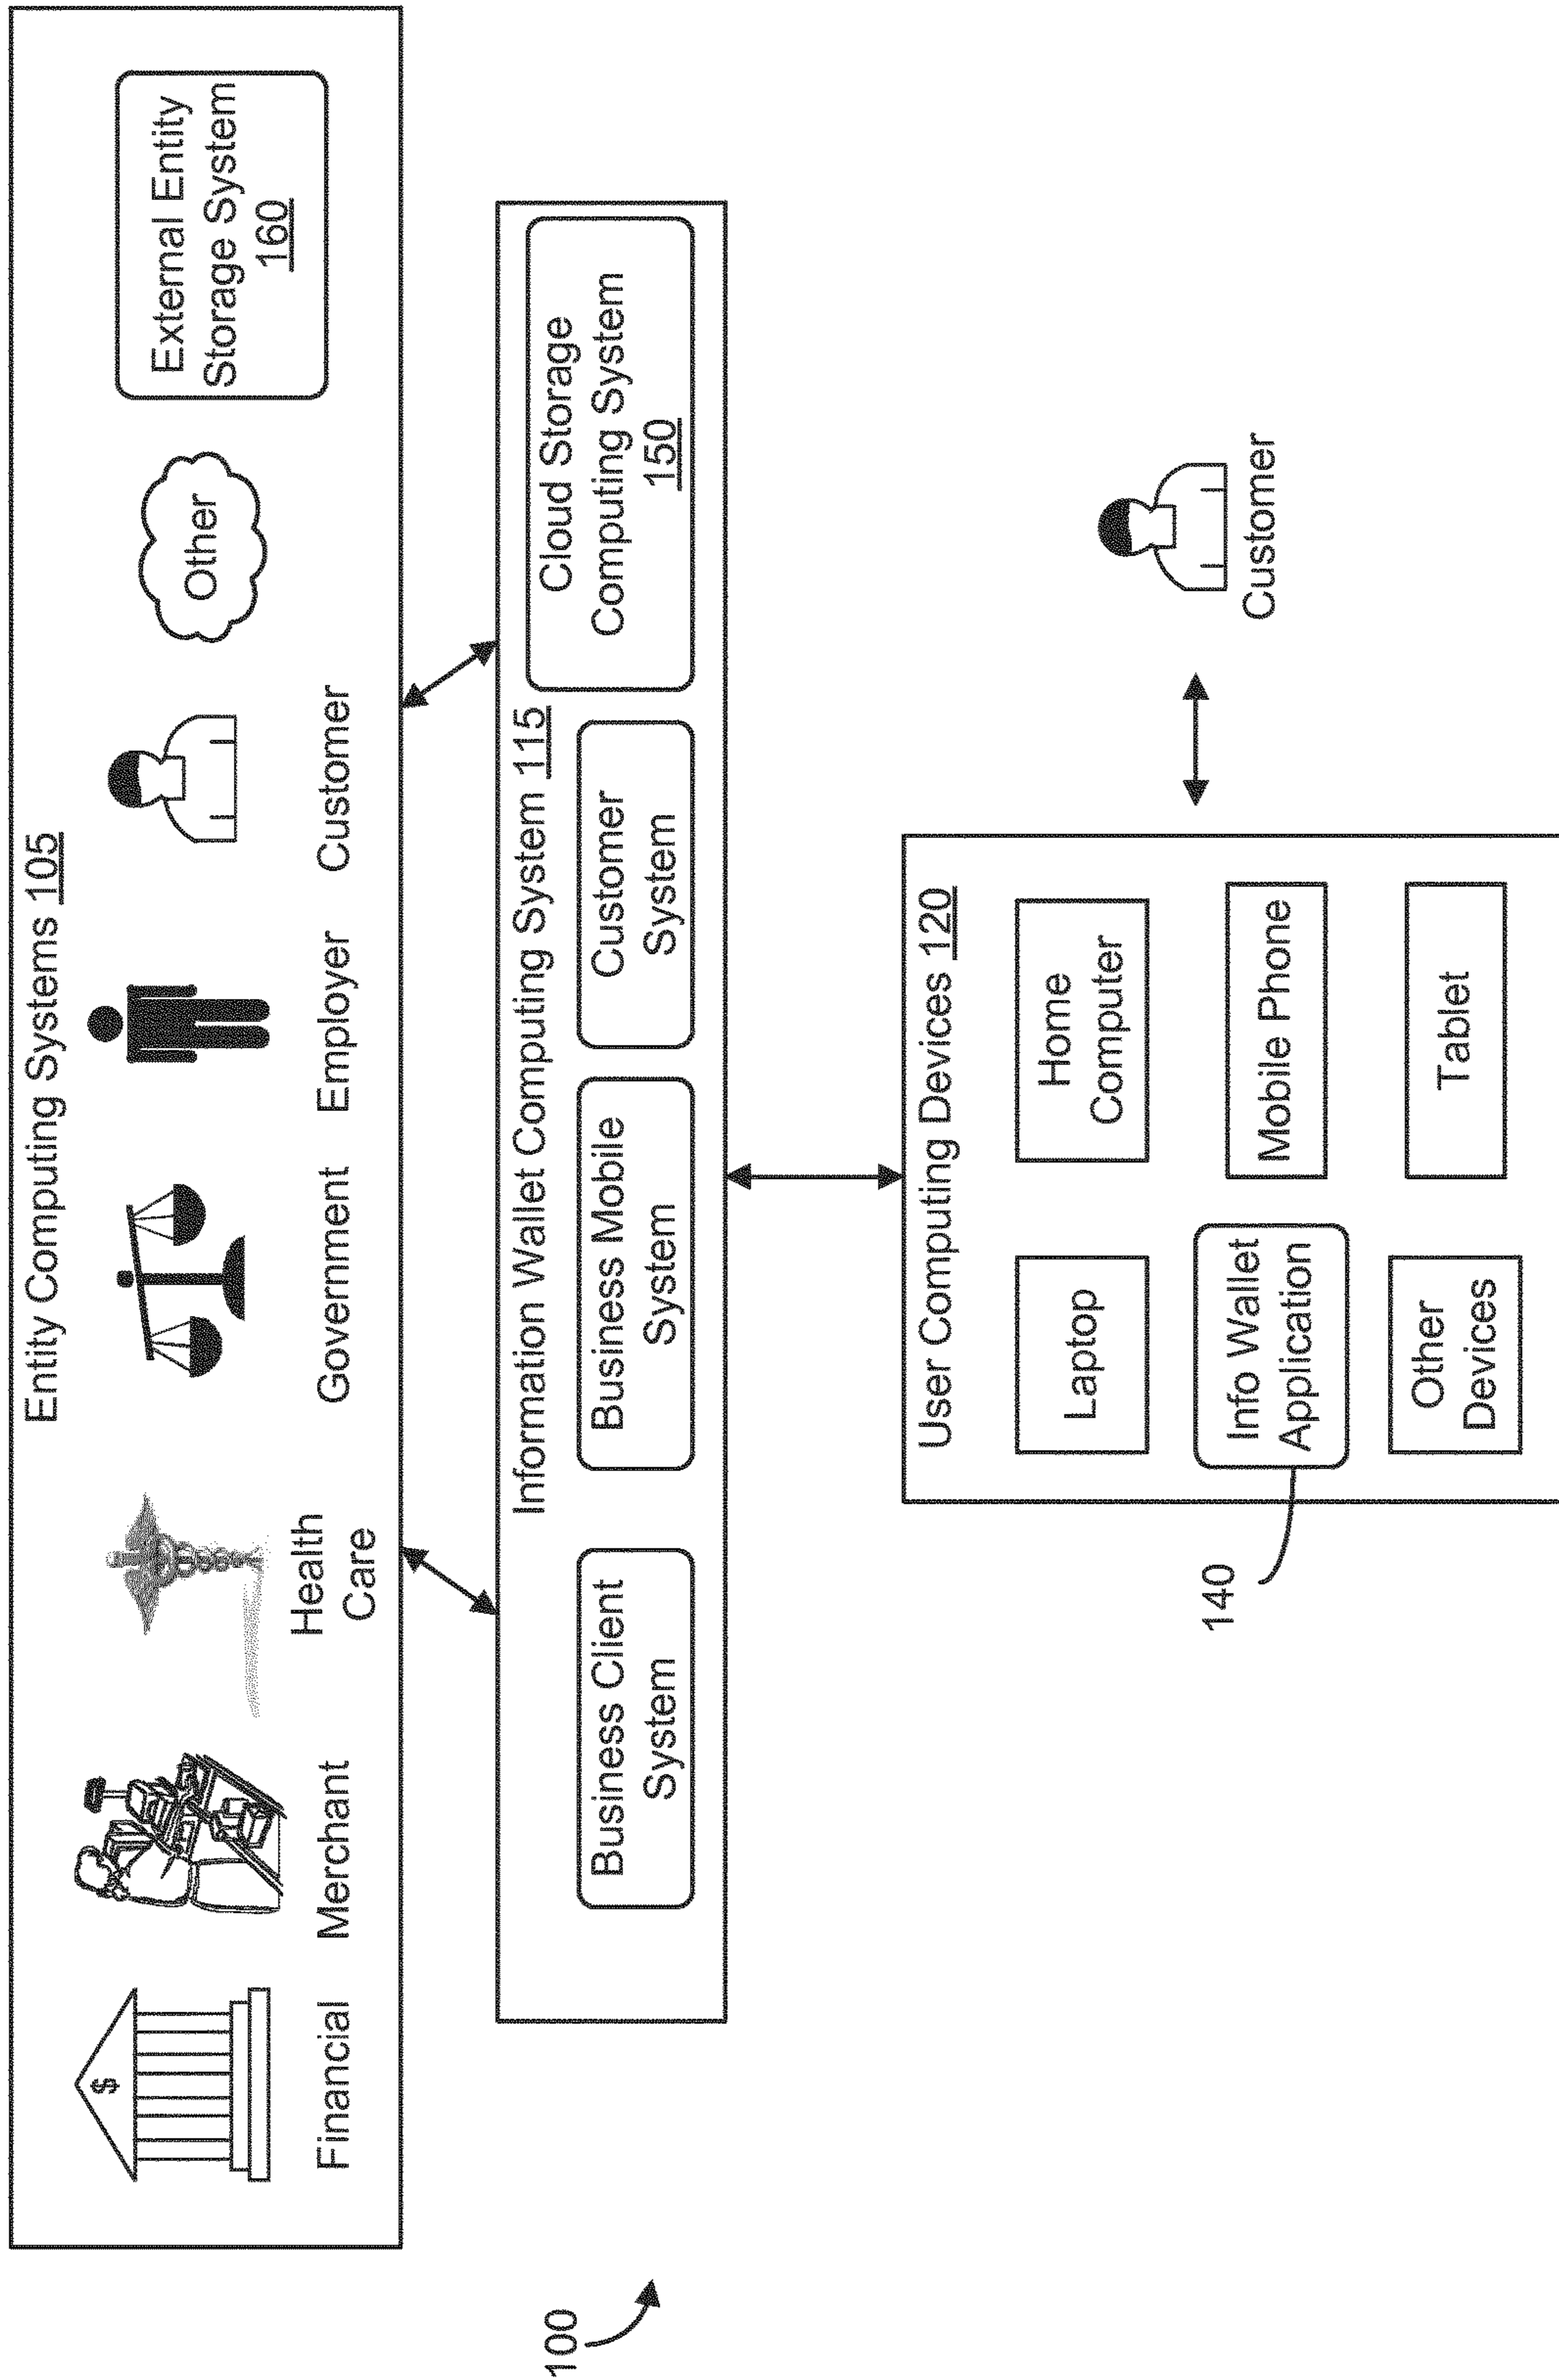 Entity Computing Systems 105
$
Financial
Merchant
Health
Care
Government
Employer
Customer
Other
External Entity
Storage System
160
Information Wallet Computing System 115
Business Client
System
Business Mobile
System
Customer
System
Cloud Storage
Computing System
150
100
User Computing Devices 120
Laptop
Home
Computer
Info Wallet
Application
Mobile Phone
Other
Devices
Tablet
140
Customer